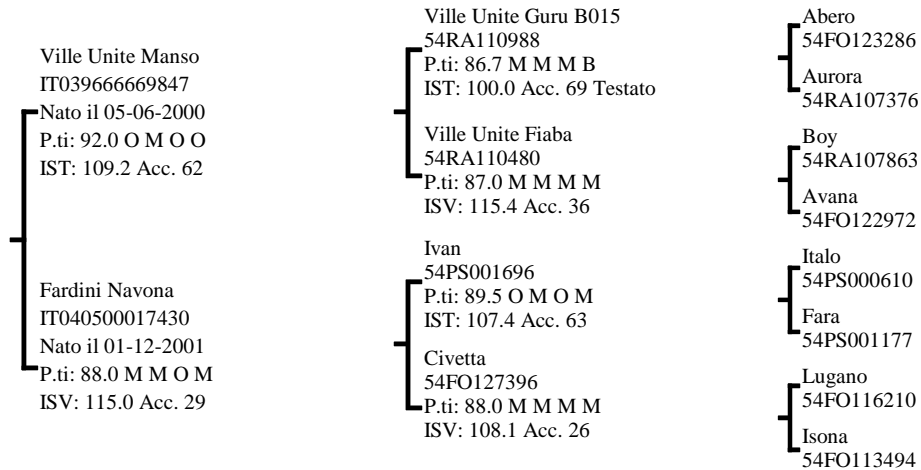 Ville Unite Manso
IT039666669847
Nato il 05-06-2000
P.ti: 92.0 O M O O
IST: 109.2 Acc. 62
Fardini Navona
IT040500017430
Nato il 01-12-2001
P.ti: 88.0 M M O M
ISV: 115.0 Acc. 29
Ville Unite Guru B015
54RA110988
P.ti: 86.7 M M M B
IST: 100.0 Acc. 69 Testato
Ville Unite Fiaba
54RA110480
P.ti: 87.0 M M M M
ISV: 115.4 Acc. 36
Ivan
54PS001696
P.ti: 89.5 O M O M
IST: 107.4 Acc. 63
Civetta
54FO127396
P.ti: 88.0 M M M M
ISV: 108.1 Acc. 26
Abero
54FO123286
Aurora
54RA107376
Boy
54RA107863
Avana
54FO122972
Italo
54PS000610
Fara
54PS001177
Lugano
54FO116210
Isona
54FO113494